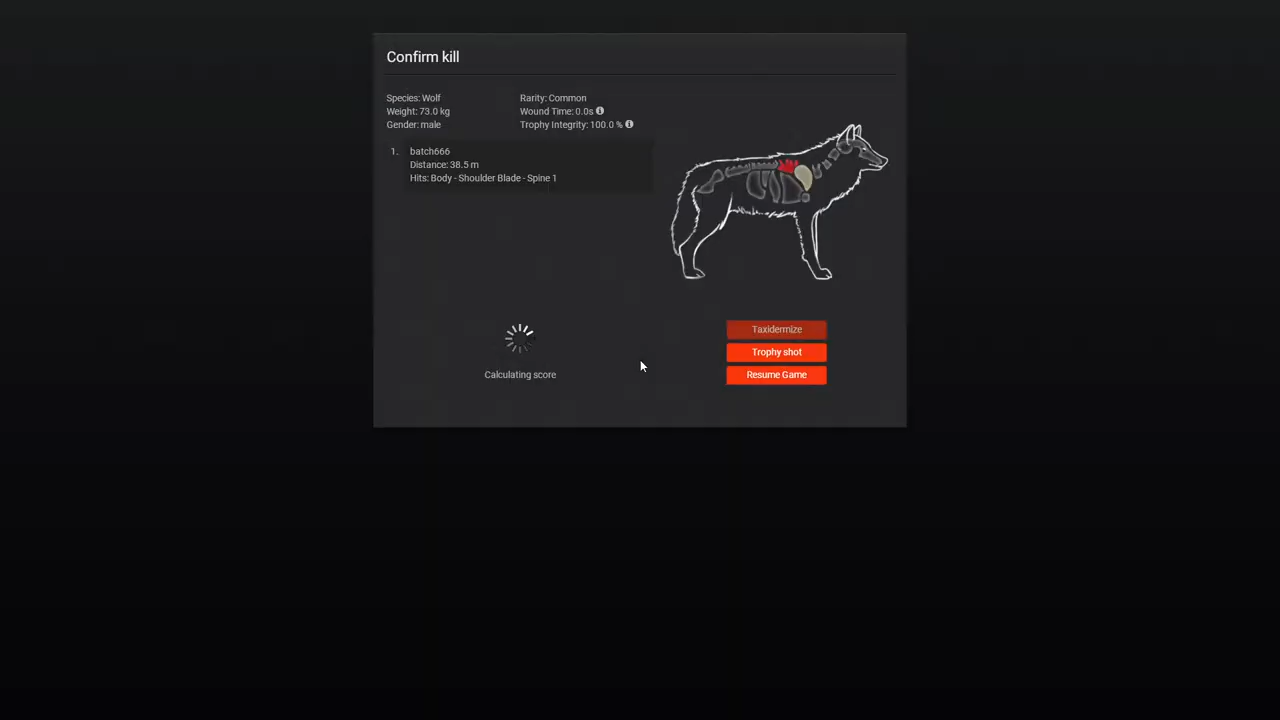 Confirm kill
Species: Wolf
Weight: 73.0 kg
Gender: male
Rarity: Common
Wound Time: 0.0s
Trophy Integrity: 100.0 %
1. batch666
Distance: 38.5 m
Hits: Body - Shoulder Blade - Spine 1
Calculating score
Taxidermize
Trophy shot
Resume Game